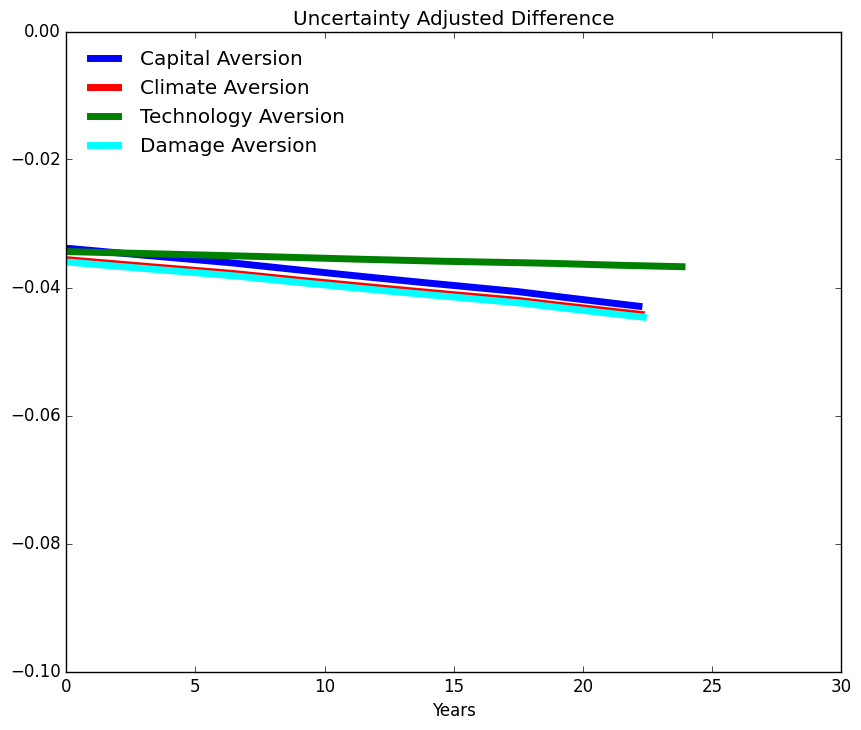 Uncertainty Adjusted Difference
0.00
−0.02
−0.04
−0.06
−0.08
−0.10
Capital Aversion
Climate Aversion
Technology Aversion
Damage Aversion
0 5 10 15 20 25 30
Years